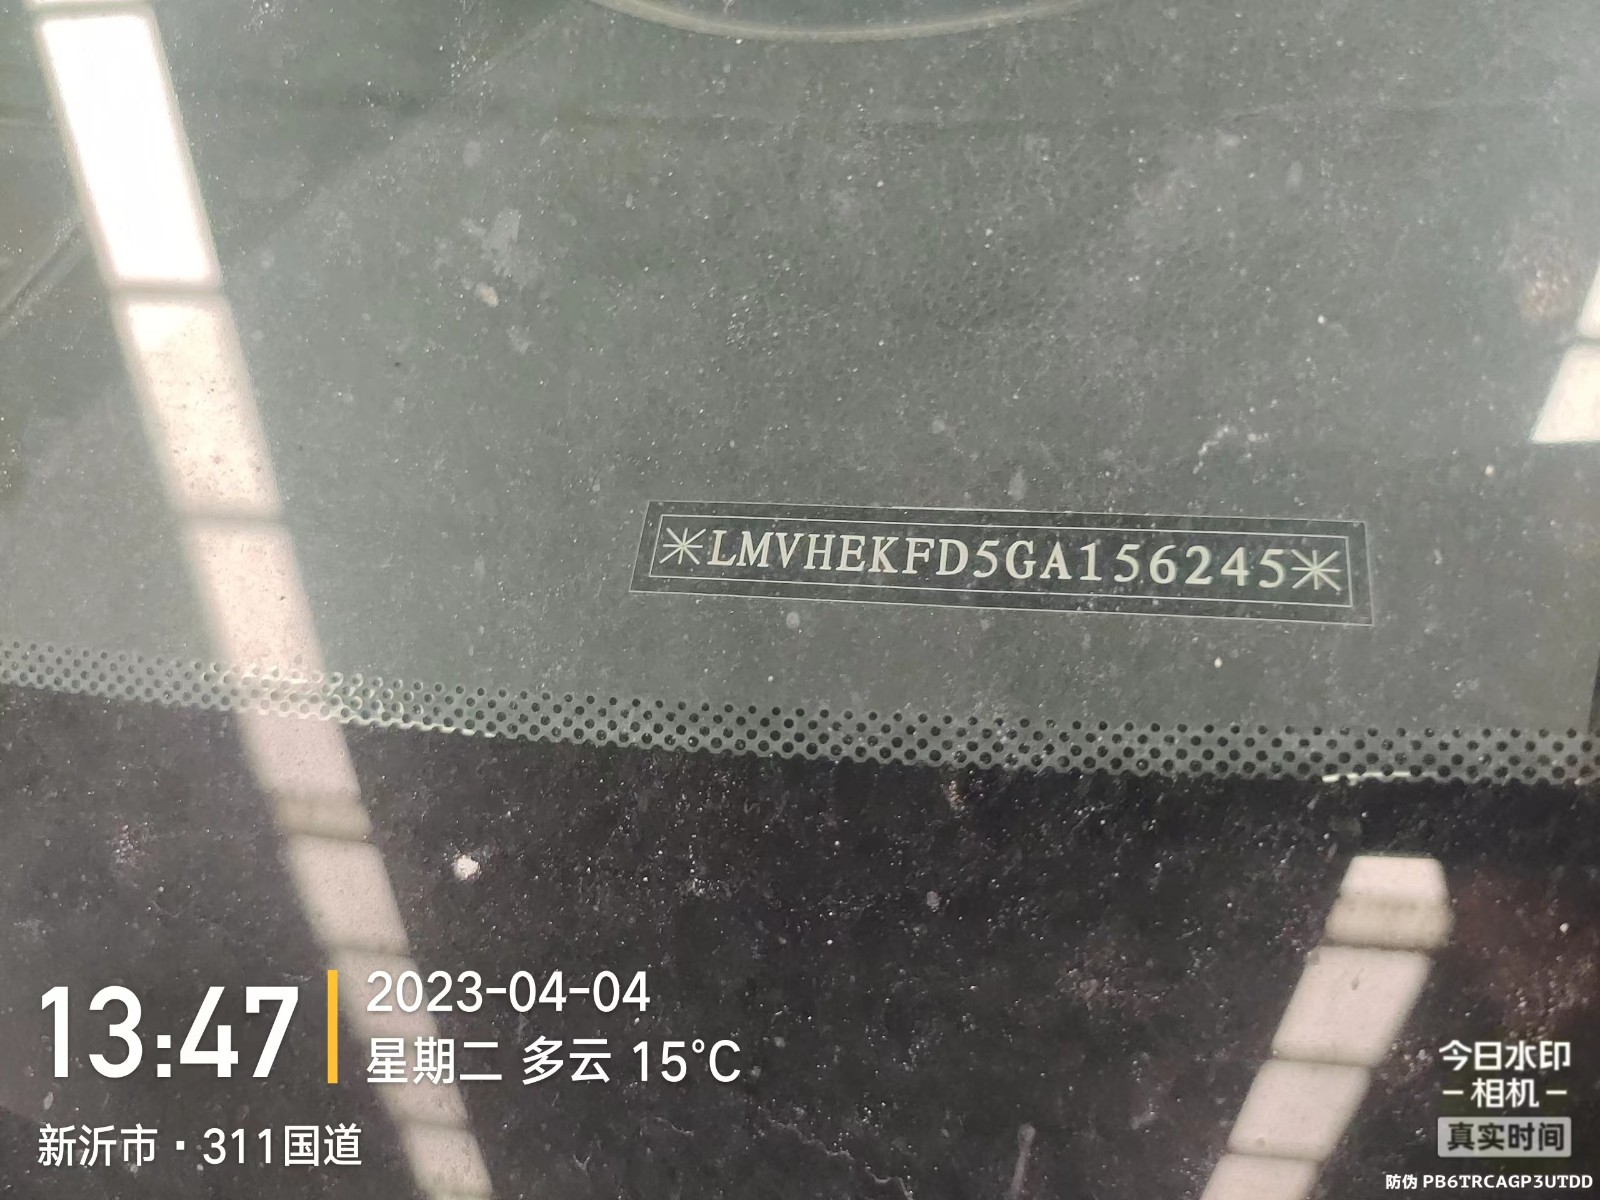 ✳LMVHEKFD5GA156245✳
13:47
2023-04-04
星期二 多云 15℃
新沂市·311国道
今日水印
-相机-
真实时间
防伪 PB6TRCAGP3UTDD